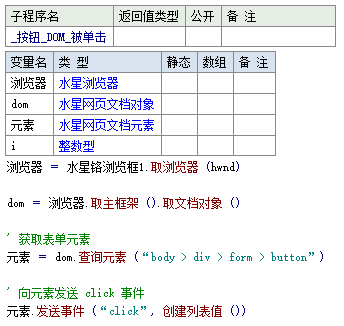 子程序名 返回值类型 公开 备 注
_按钮_DOM_被单击
变量名 类 型 静态 数组 备 注
浏览器 水星浏览器
dom 水星网页文档对象
元素 水星网页文档元素
i 整数型
浏览器 = 水星铬浏览框1.取浏览器 (hwnd)
dom = 浏览器.取主框架 ().取文档对象 ()
' 获取表单元素
元素 = dom.查询元素 (“body > div > form > button”)
' 向元素发送 click 事件
元素.发送事件 (“click”, 创建列表值 ())